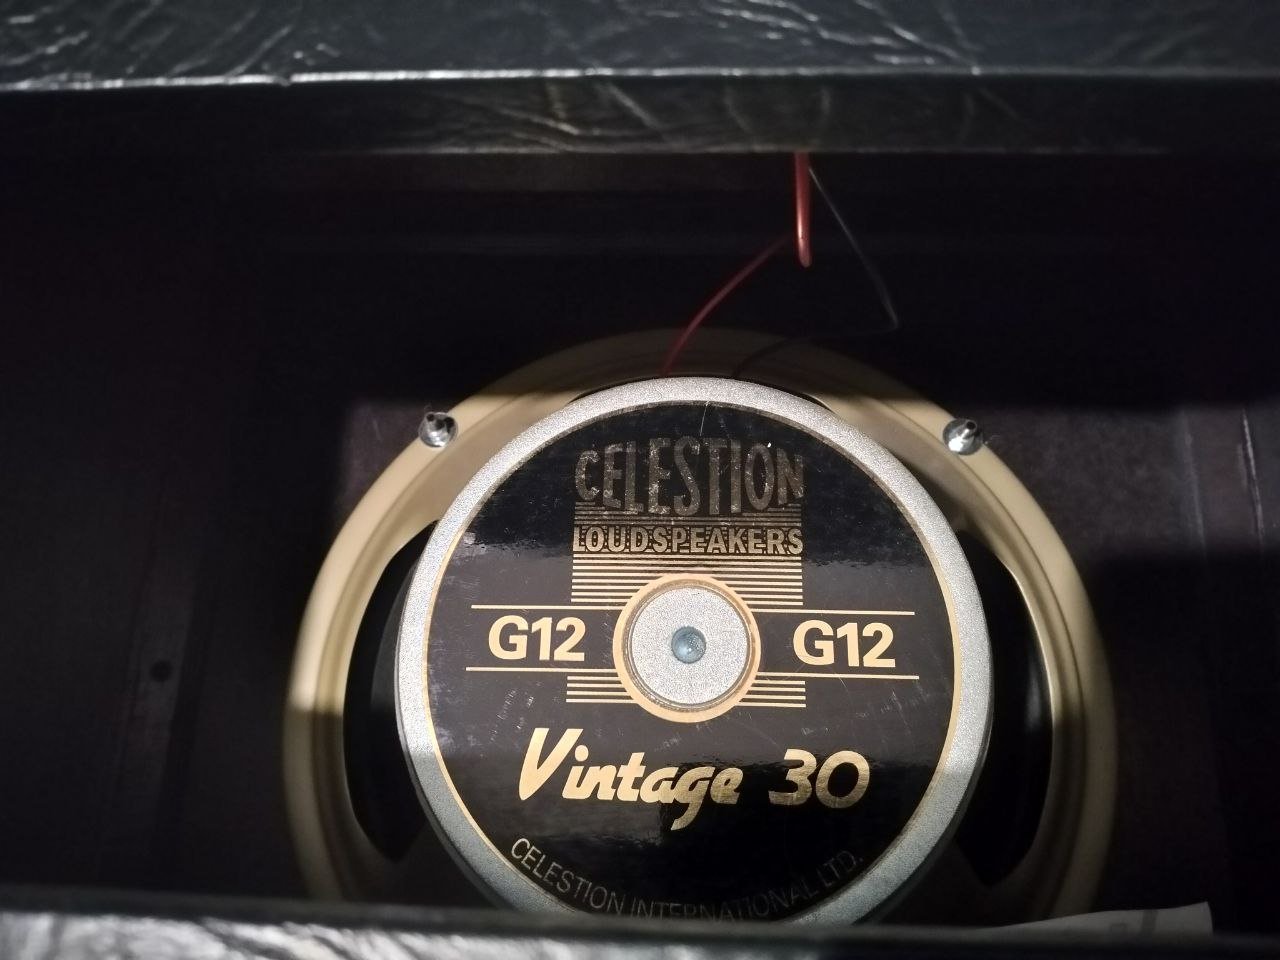 CELESTION
LOUDSPEAKERS
G12 G12
Vintage 30
CELESTION INTERNATIONAL LTD.